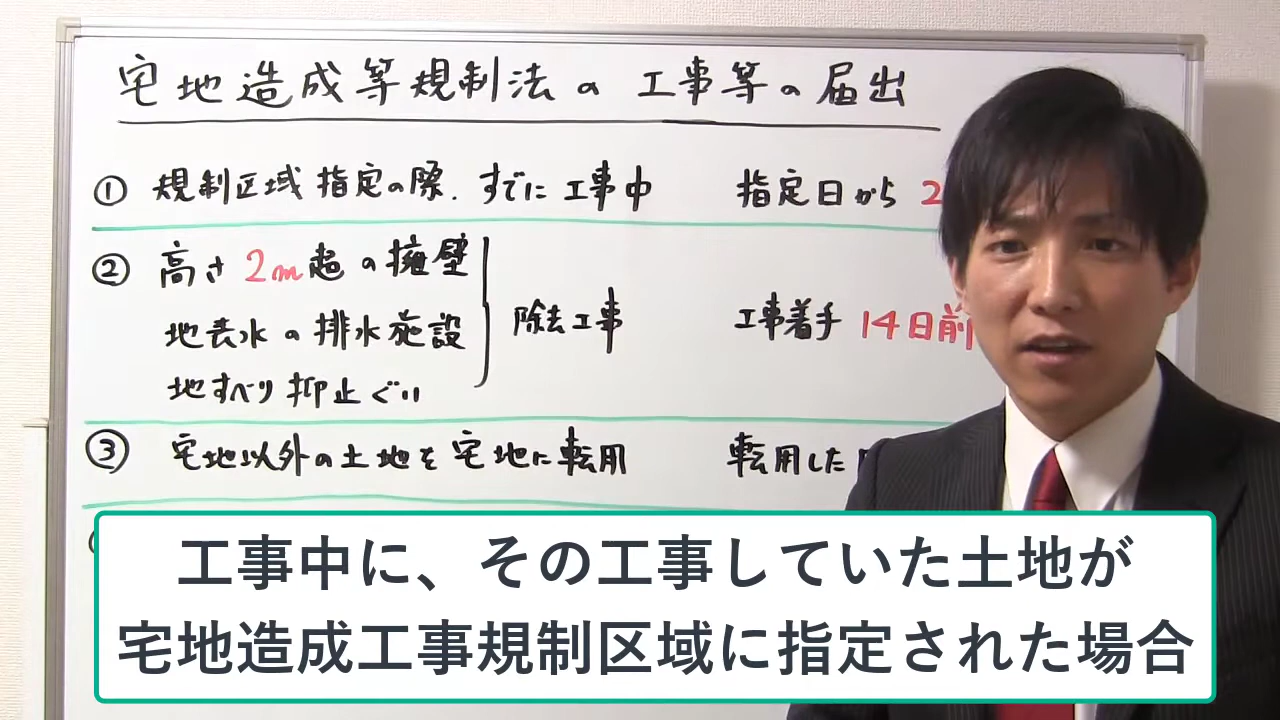 宅地造成等規制法の工事等の届出
① 規制区域指定の際.すでに工事中 指定日から 2
② 高さ2m超の擁壁
地表水の排水施設 除去工事 工事着手 14日前
地すべり抑止ぐい
③ 宅地以外の土地を宅地に転用 転用した
工事中に、その工事していた土地が
宅地造成工事規制区域に指定された場合